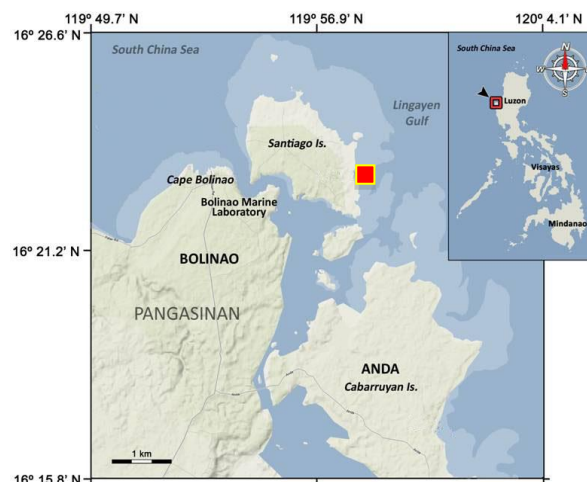 119º 49.7' E
119º 56.9'
120º 4.1'
16º 26.6'
South China Sea
Lingayen
Gulf
Santiago Is.
Cape Bolinao
Bolinao Marine
Laboratory
16º 21.2'
BOLINAO
PANGASINAN
ANDA
Cabarruyan Is.
1 km
16º 15.8'
South China Sea
N
W
E
S
Luzon
Visayas
Mindanao